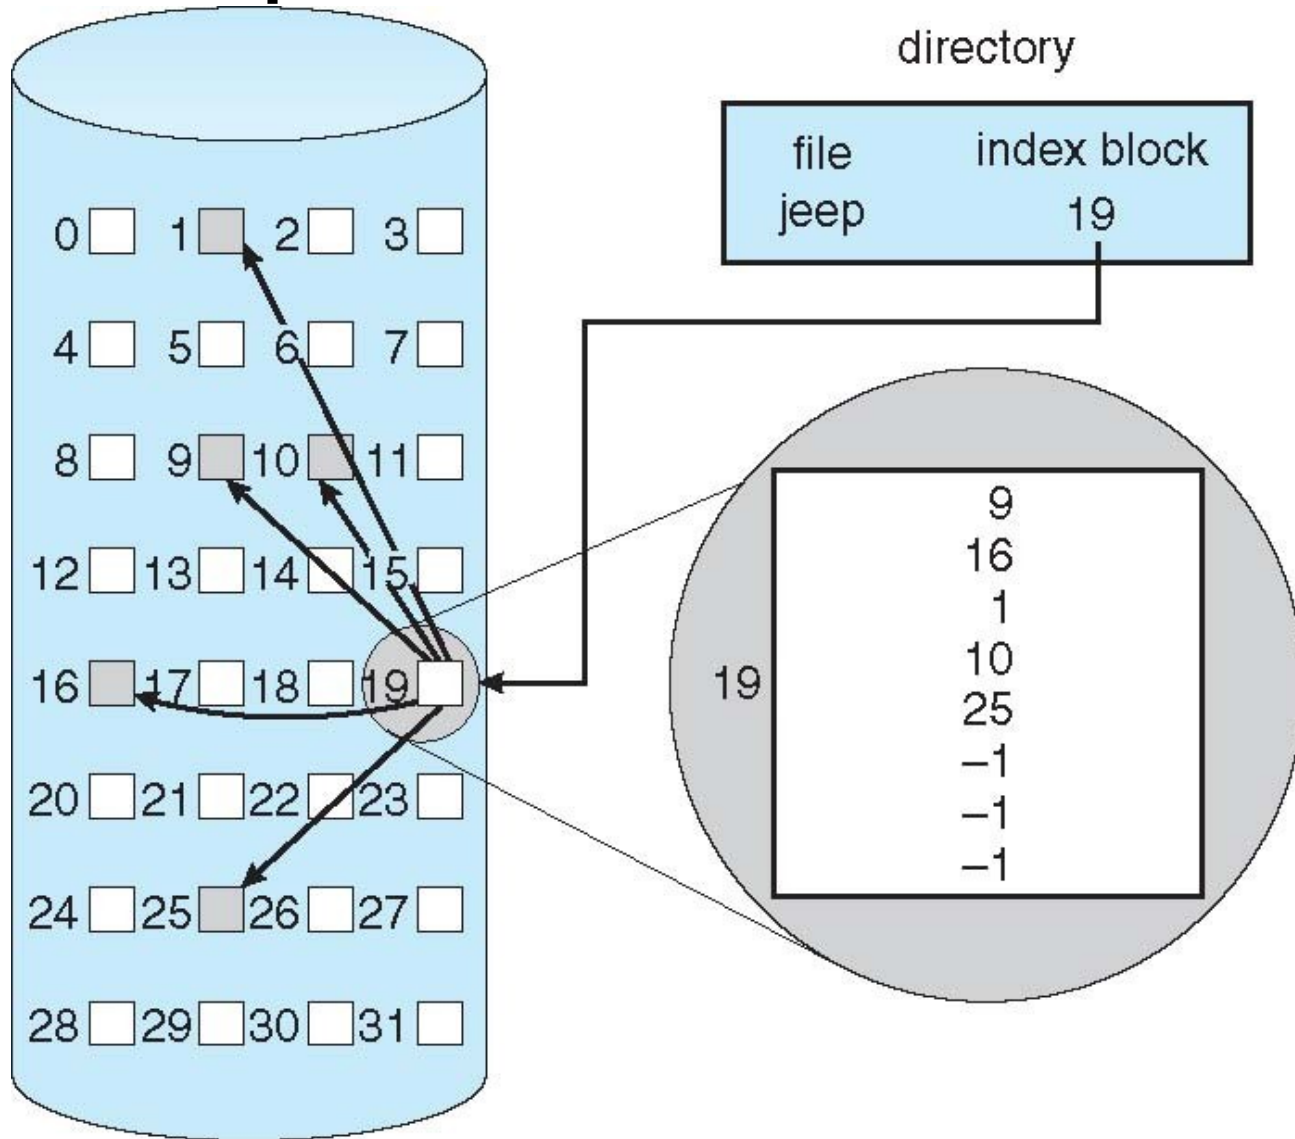 directory
file index block
jeep 19
0 1 2 3
4 5 6 7
8 9 10 11
12 13 14 15
16 17 18 19
20 21 22 23
24 25 26 27
28 29 30 31
19
9
16
1
10
25
–1
–1
–1